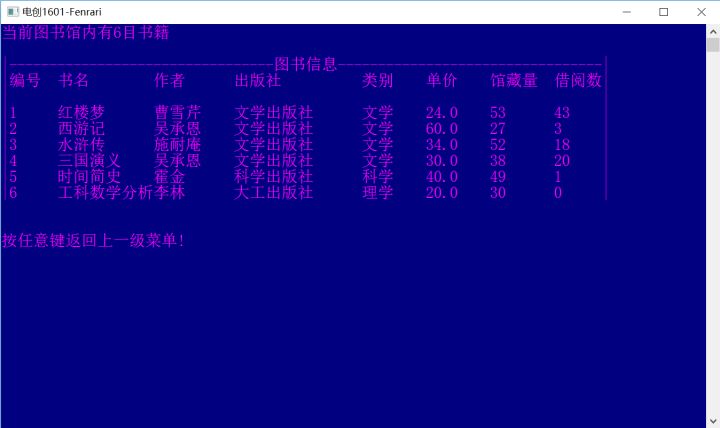 电创1601-Fenrari
当前图书馆内有6目书籍
|---------------------------------图书信息---------------------------------|
编号 书名 作者 出版社 类别 单价 馆藏量 借阅数
1 红楼梦 曹雪芹 文学出版社 文学 24.0 53 43
2 西游记 吴承恩 文学出版社 文学 60.0 27 3
3 水浒传 施耐庵 文学出版社 文学 34.0 52 18
4 三国演义 吴承恩 文学出版社 文学 30.0 38 20
5 时间简史 霍金 科学出版社 科学 40.0 49 1
6 工科数学分析李林 大工出版社 理学 20.0 30 0
按任意键返回上一级菜单!